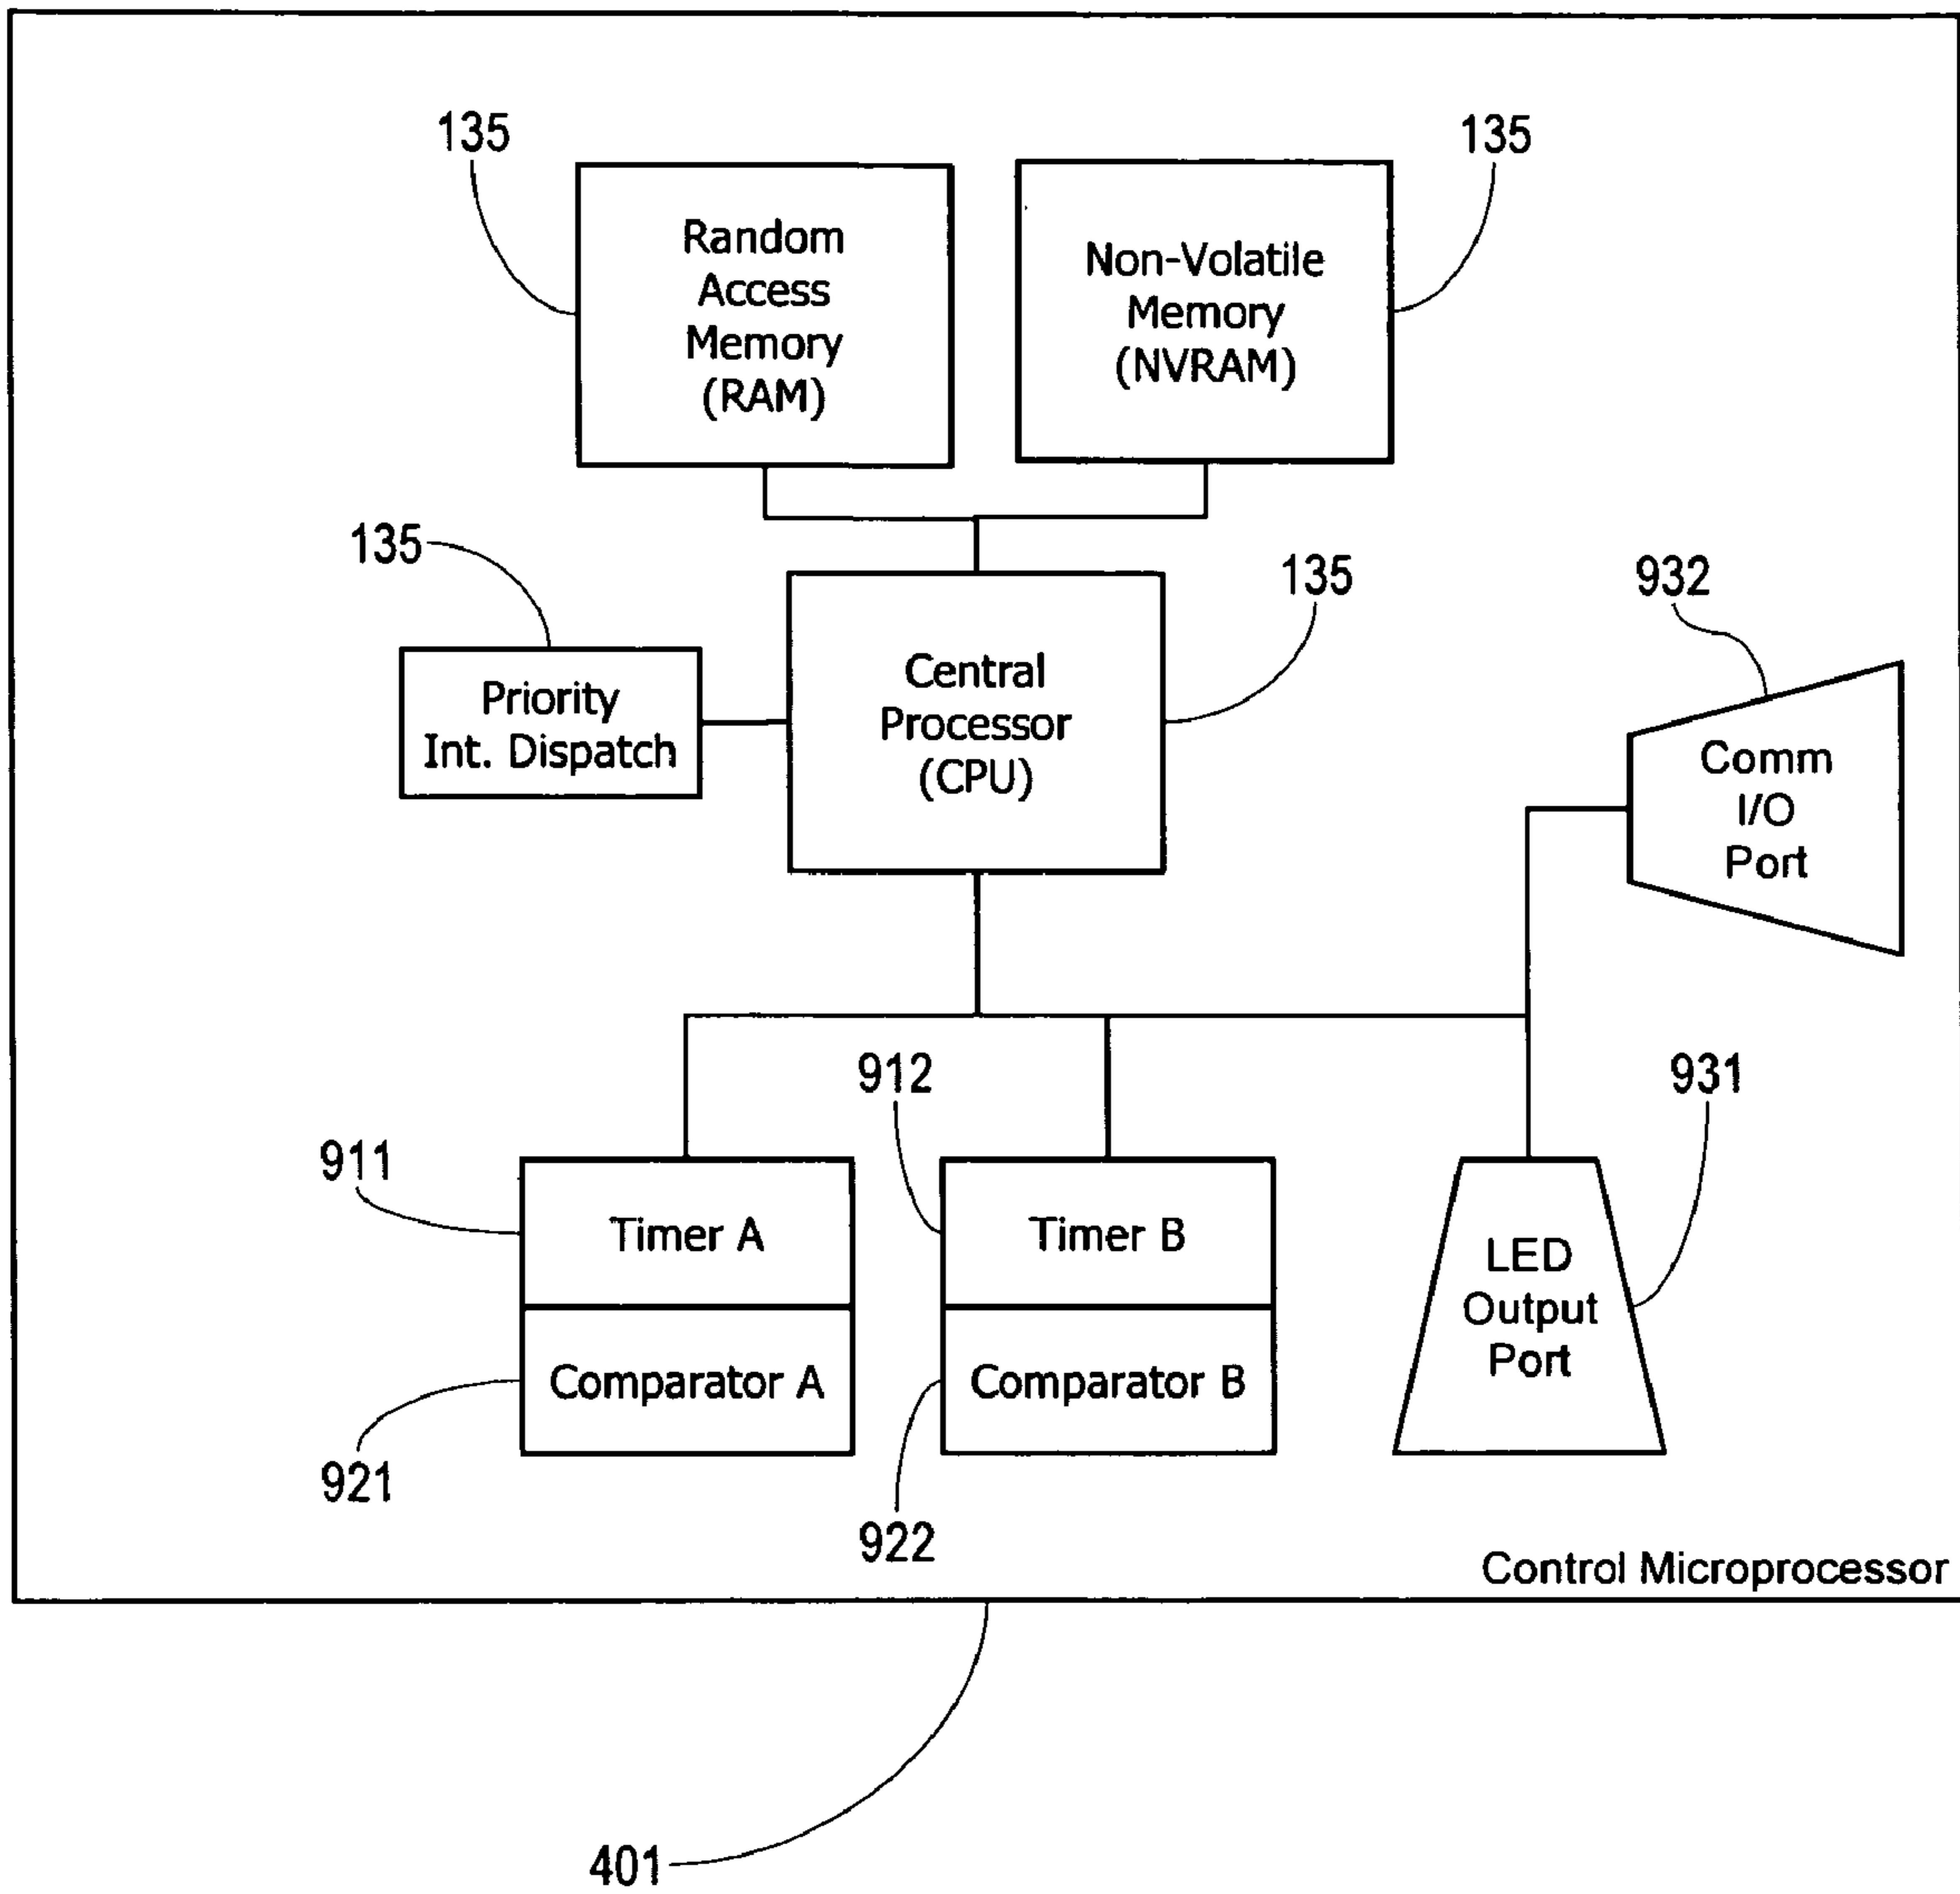 135
135
Random
Access
Memory
(RAM)
Non-Volatile
Memory
(NVRAM)
135
135
932
Priority
Int. Dispatch
Central
Processor
(CPU)
Comm
I/O
Port
912
931
911
Timer A
Timer B
LED
Output
Port
Comparator A
Comparator B
921
922
Control Microprocessor
401